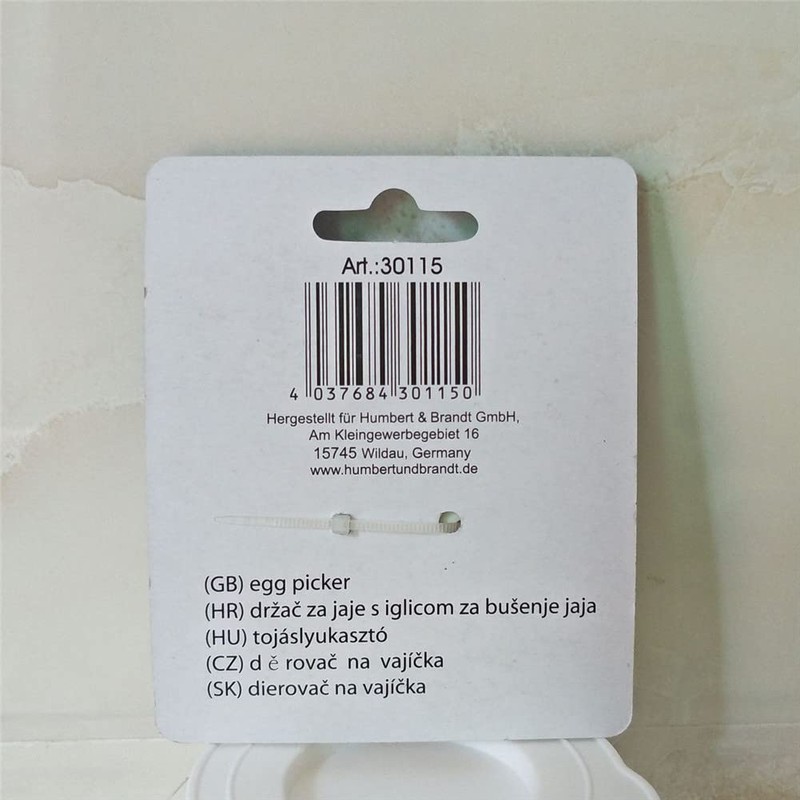 Art.:30115
4 037684 301150
Hergestellt für Humbert & Brandt GmbH,
Am Kleingewerbegebiet 16
15745 Wildau, Germany
www.humbertundbrandt.de
(GB) egg picker
(HR) držač za jaje s iglicom za bušenje jaja
(HU) tojáslyukasztó
(CZ) d ě rovač na vajíčka
(SK) dierovač na vajíčka